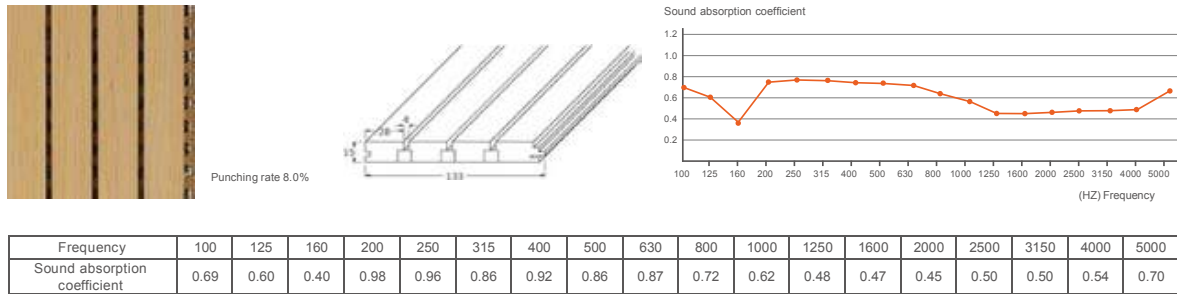 Sound absorption coefficient
1.2
1.0
0.8
0.6
0.4
0.2
100 125 160 200 250 315 400 500 630 800 1000 1250 1600 2000 2500 3150 4000 5000
(HZ) Frequency
4
28
15
133
Punching rate 8.0%
Frequency 100 125 160 200 250 315 400 500 630 800 1000 1250 1600 2000 2500 3150 4000 5000
Sound absorption
coefficient 0.69 0.60 0.40 0.98 0.96 0.86 0.92 0.86 0.87 0.72 0.62 0.48 0.47 0.45 0.50 0.50 0.54 0.70